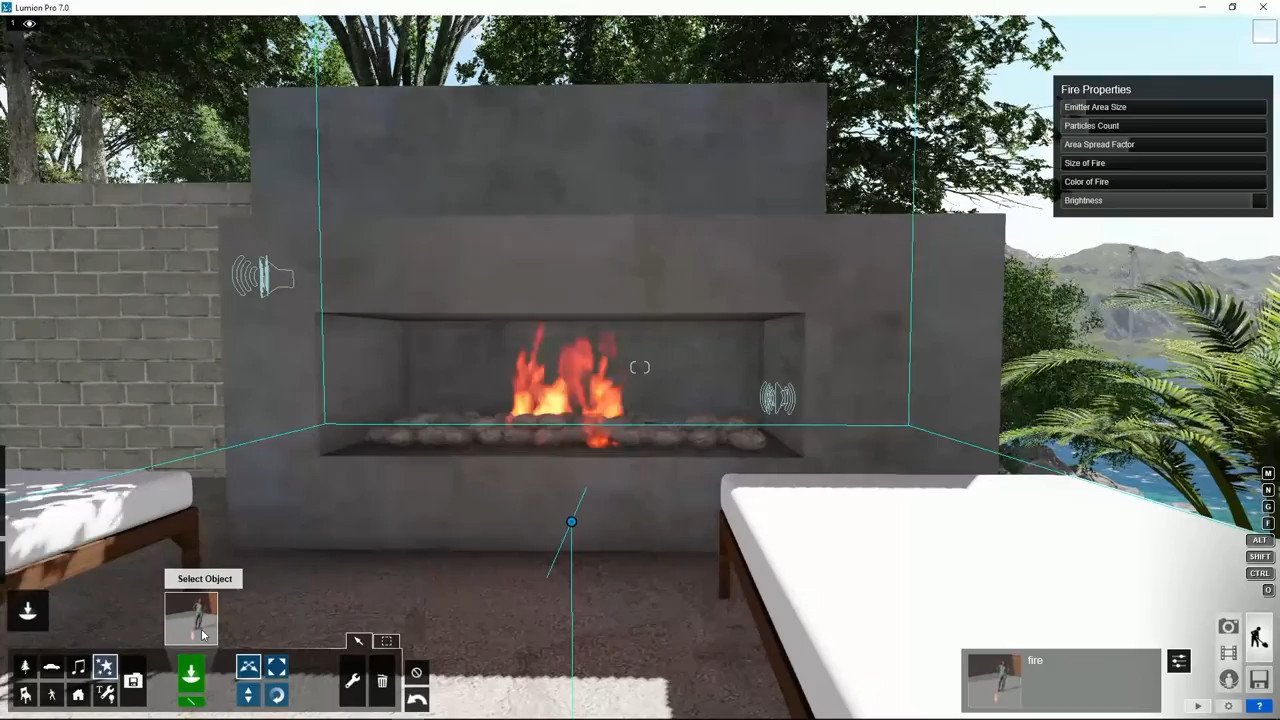 Lumion Pro 7.0
1
Fire Properties
Emitter Area Size
Particles Count
Area Spread Factor
Size of Fire
Color of Fire
Brightness
M
N
G
F
ALT
SHIFT
CTRL
O
Select Object
fire
T
?